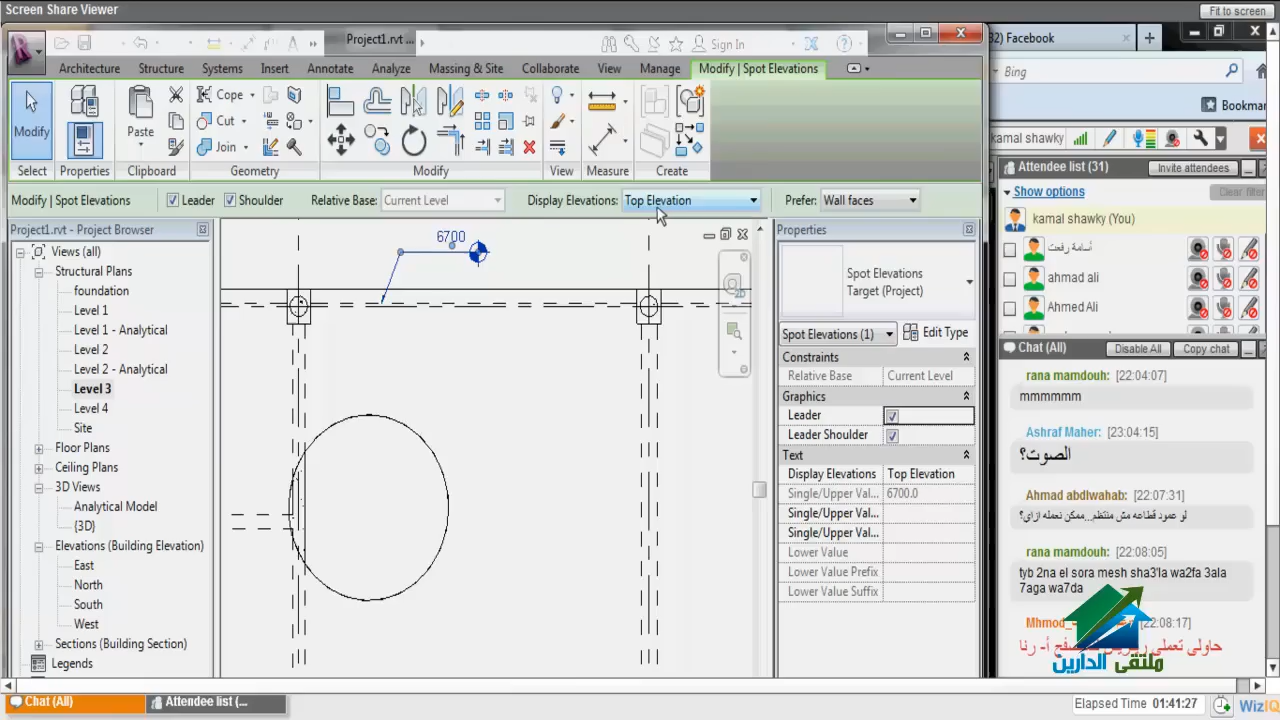 Screen Share Viewer
Fit to screen
Project1.rvt ...
Sign In
32) Facebook
Architecture
Structure
Systems
Insert
Annotate
Analyze
Massing & Site
Collaborate
View
Manage
Modify | Spot Elevations
Bing
Modify
Paste
Cope
Cut
Join
Bookmar
kamal shawky
Select
Properties
Clipboard
Geometry
Modify
View
Measure
Create
Attendee list (31)
Invite attendees
Show options
Clear filter
Modify | Spot Elevations
Leader
Shoulder
Relative Base:
Current Level
Display Elevations:
Top Elevation
Prefer:
Wall faces
kamal shawky (You)
أسامة رفعت
ahmad ali
Ahmed Ali
Project1.rvt - Project Browser
Views (all)
Structural Plans
foundation
Level 1
Level 1 - Analytical
Level 2
Level 2 - Analytical
Level 3
Level 4
Site
Floor Plans
Ceiling Plans
3D Views
Analytical Model
{3D}
Elevations (Building Elevation)
East
North
South
West
Sections (Building Section)
Legends
6700
2D
Properties
Spot Elevations
Target (Project)
Spot Elevations (1)
Edit Type
Constraints
Relative Base
Current Level
Graphics
Leader
Leader Shoulder
Text
Display Elevations
Top Elevation
Single/Upper Val...
6700.0
Single/Upper Val...
Single/Upper Val...
Lower Value
Lower Value Prefix
Lower Value Suffix
Chat (All)
Disable All
Copy chat
rana mamdouh: [22:04:07]
mmmmmm
Ashraf Maher: [23:04:15]
الصوت؟
Ahmad abdlwahab: [22:07:31]
لو عمود قطاعه مش منتظم...ممكن نعمله ازاي؟
rana mamdouh: [22:08:05]
tyb 2na el sora mesh sha3'la wa2fa 3ala
7aga wa7da
[22:08:17]
حاولى تعملى
أ- رنا
ملتقى الدارين
Chat (All)
Attendee list (...
Elapsed Time 01:41:27
WizIQ